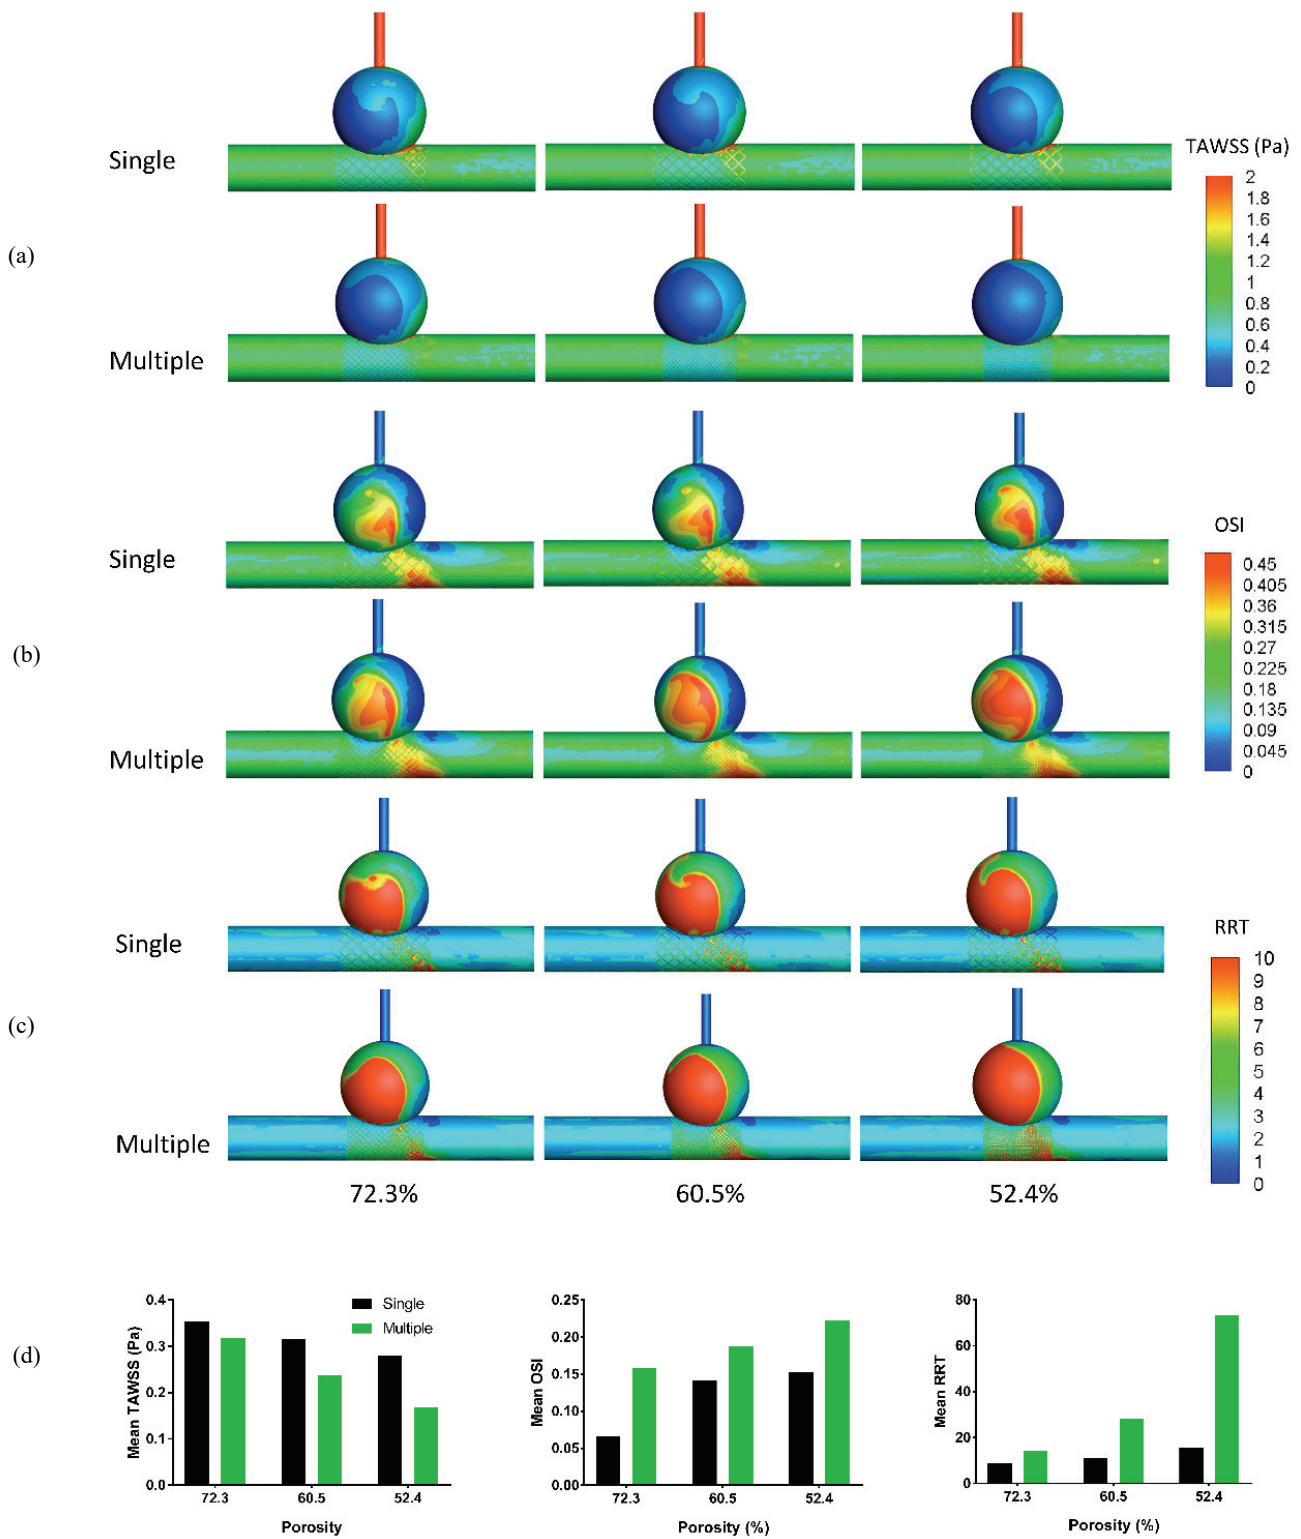 Single
TAWSS (Pa)
2
1.8
1.6
1.4
1.2
1
0.8
0.6
0.4
0.2
0
(a)
Multiple
Single
OSI
0.45
0.405
0.36
0.315
0.27
0.225
0.18
0.135
0.09
0.045
0
(b)
Multiple
Single
RRT
10
9
8
7
6
5
4
3
2
1
0
(c)
Multiple
72.3% 60.5% 52.4%
(d)
Mean TAWSS (Pa)
0.4
0.3
0.2
0.1
0.0
72.3 60.5 52.4
Porosity
Single
Multiple
Mean OSI
0.25
0.20
0.15
0.10
0.05
0.00
72.3 60.5 52.4
Porosity (%)
Mean RRT
80
60
40
20
0
72.3 60.5 52.4
Porosity (%)